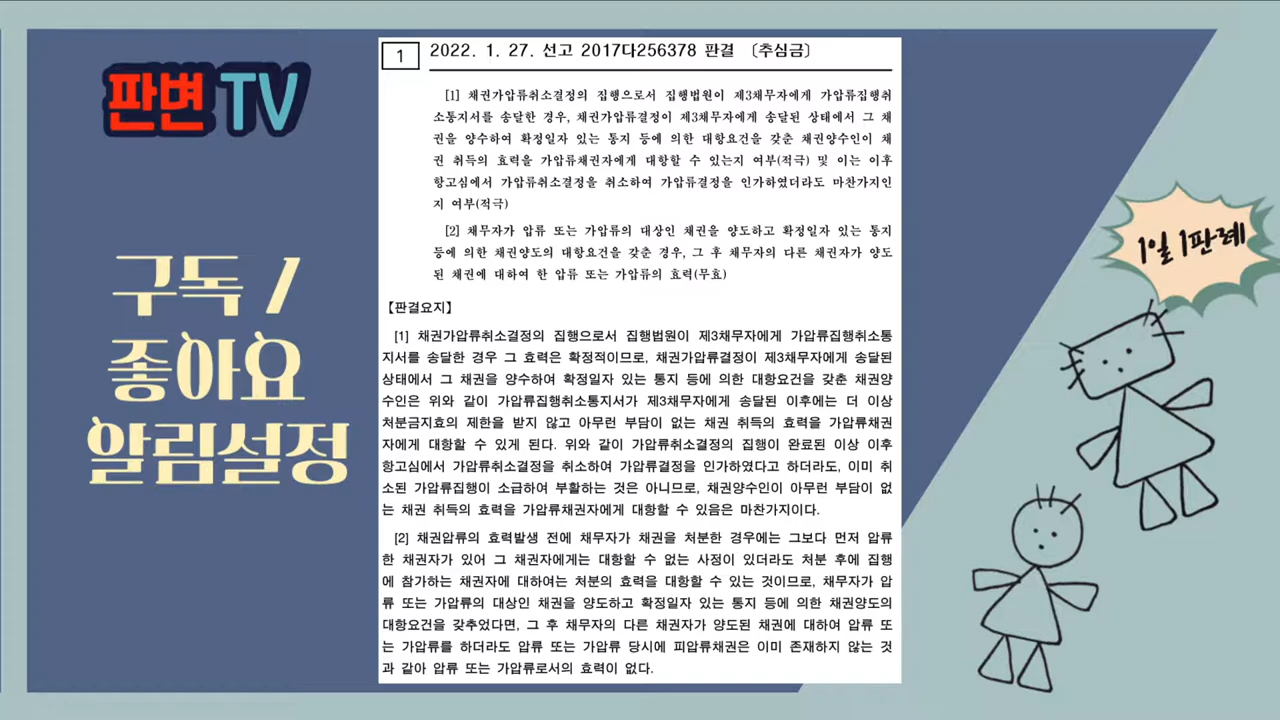 판변 TV
구독 /
좋아요
알림설정
1
2022. 1. 27. 선고 2017다256378 판결 〔추심금〕
[1] 채권가압류취소결정의 집행으로서 집행법원이 제3채무자에게 가압류집행취
소통지서를 송달한 경우, 채권가압류결정이 제3채무자에게 송달된 상태에서 그 채
권을 양수하여 확정일자 있는 통지 등에 의한 대항요건을 갖춘 채권양수인이 채
권 취득의 효력을 가압류채권자에게 대항할 수 있는지 여부(적극) 및 이는 이후
항고심에서 가압류취소결정을 취소하여 가압류결정을 인가하였더라도 마찬가지인
지 여부(적극)
[2] 채무자가 압류 또는 가압류의 대상인 채권을 양도하고 확정일자 있는 통지
등에 의한 채권양도의 대항요건을 갖춘 경우, 그 후 채무자의 다른 채권자가 양도
된 채권에 대하여 한 압류 또는 가압류의 효력(무효)
【판결요지】
[1] 채권가압류취소결정의 집행으로서 집행법원이 제3채무자에게 가압류집행취소통
지서를 송달한 경우 그 효력은 확정적이므로, 채권가압류결정이 제3채무자에게 송달된
상태에서 그 채권을 양수하여 확정일자 있는 통지 등에 의한 대항요건을 갖춘 채권양
수인은 위와 같이 가압류집행취소통지서가 제3채무자에게 송달된 이후에는 더 이상
처분금지효의 제한을 받지 않고 아무런 부담이 없는 채권 취득의 효력을 가압류채권
자에게 대항할 수 있게 된다. 위와 같이 가압류취소결정의 집행이 완료된 이상 이후
항고심에서 가압류취소결정을 취소하여 가압류결정을 인가하였다고 하더라도, 이미 취
소된 가압류집행이 소급하여 부활하는 것은 아니므로, 채권양수인이 아무런 부담이 없
는 채권 취득의 효력을 가압류채권자에게 대항할 수 있음은 마찬가지이다.
[2] 채권압류의 효력발생 전에 채무자가 채권을 처분한 경우에는 그보다 먼저 압류
한 채권자가 있어 그 채권자에게는 대항할 수 없는 사정이 있더라도 처분 후에 집행
에 참가하는 채권자에 대하여는 처분의 효력을 대항할 수 있는 것이므로, 채무자가 압
류 또는 가압류의 대상인 채권을 양도하고 확정일자 있는 통지 등에 의한 채권양도의
대항요건을 갖추었다면, 그 후 채무자의 다른 채권자가 양도된 채권에 대하여 압류 또
는 가압류를 하더라도 압류 또는 가압류 당시에 피압류채권은 이미 존재하지 않는 것
과 같아 압류 또는 가압류로서의 효력이 없다.
1일 1판례